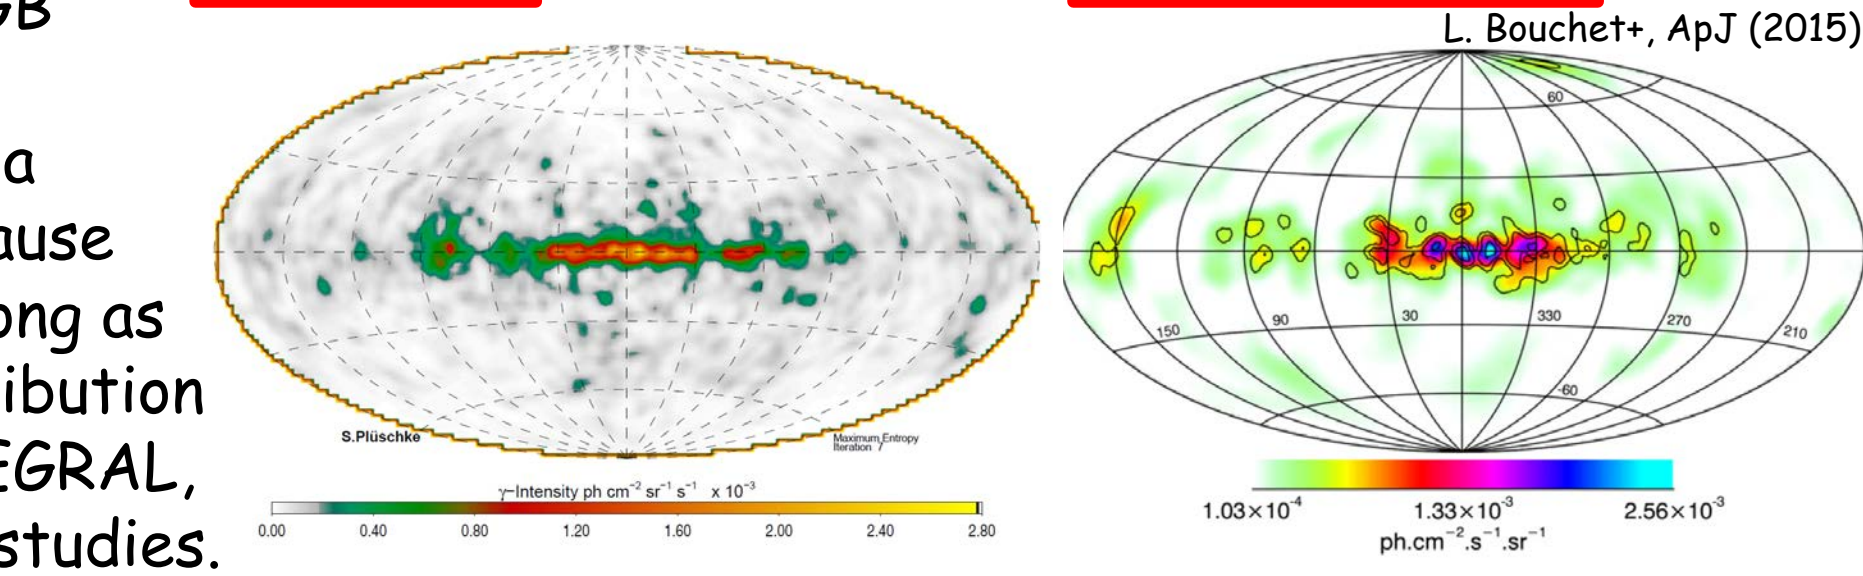 GB
a
ause
ong as
ibution
EGRAL,
studies.
S.Plüschke
Maximum Entropy
Iteration 7
γ−Intensity ph cm⁻² sr⁻¹ s⁻¹ x 10⁻³
0.00 0.40 0.80 1.20 1.60 2.00 2.40 2.80
L. Bouchet+, ApJ (2015)
60
150 90 30 330 270 210
-60
1.03×10⁻⁴ 1.33×10⁻³ 2.56×10⁻³
ph.cm⁻².s⁻¹.sr⁻¹